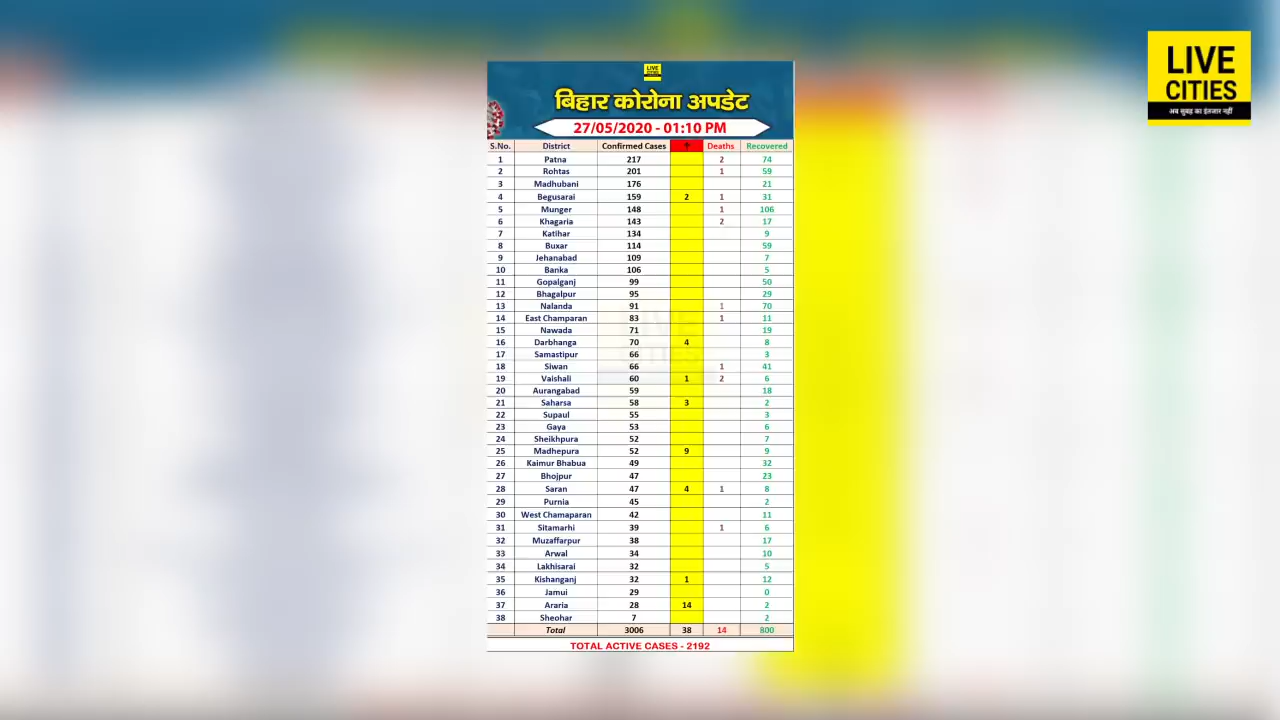 LIVE
CITIES
अब सुबह का इंतजार नहीं
LIVE
CITIES
बिहार कोरोना अपडेट
27/05/2020 - 01:10 PM
S.No. District Confirmed Cases ↑ Deaths Recovered
1 Patna 217 2 74
2 Rohtas 201 1 59
3 Madhubani 176 21
4 Begusarai 159 2 1 31
5 Munger 148 1 106
6 Khagaria 143 2 17
7 Katihar 134 9
8 Buxar 114 59
9 Jehanabad 109 7
10 Banka 106 5
11 Gopalganj 99 50
12 Bhagalpur 95 29
13 Nalanda 91 1 70
14 East Champaran 83 1 11
15 Nawada 71 19
16 Darbhanga 70 4 8
17 Samastipur 66 3
18 Siwan 66 1 41
19 Vaishali 60 1 2 6
20 Aurangabad 59 18
21 Saharsa 58 3 2
22 Supaul 55 3
23 Gaya 53 6
24 Sheikhpura 52 7
25 Madhepura 52 9 9
26 Kaimur Bhabua 49 32
27 Bhojpur 47 23
28 Saran 47 4 1 8
29 Purnia 45 2
30 West Chamaparan 42 11
31 Sitamarhi 39 1 6
32 Muzaffarpur 38 17
33 Arwal 34 10
34 Lakhisarai 32 5
35 Kishanganj 32 1 12
36 Jamui 29 0
37 Araria 28 14 2
38 Sheohar 7 2
Total 3006 38 14 800
TOTAL ACTIVE CASES - 2192